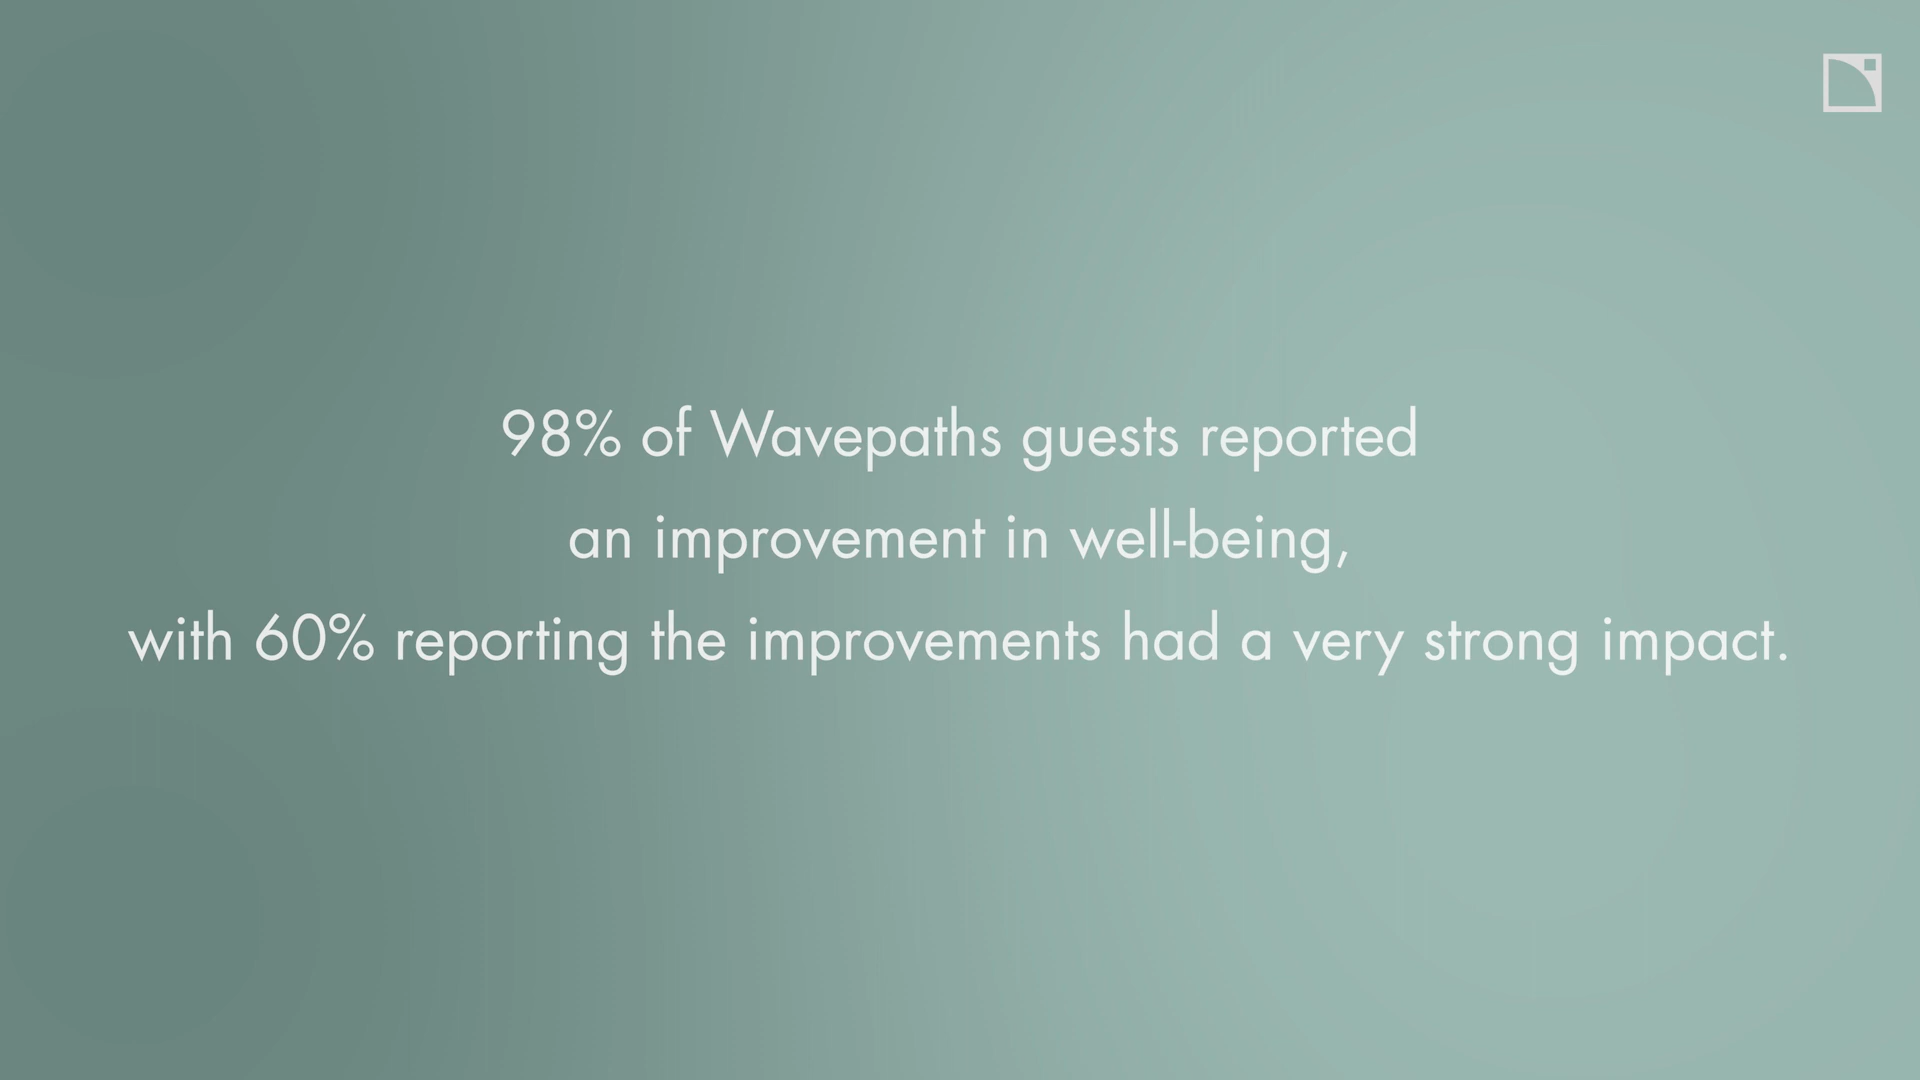 98% of Wavepaths guests reported
an improvement in well-being,
with 60% reporting the improvements had a very strong impact.